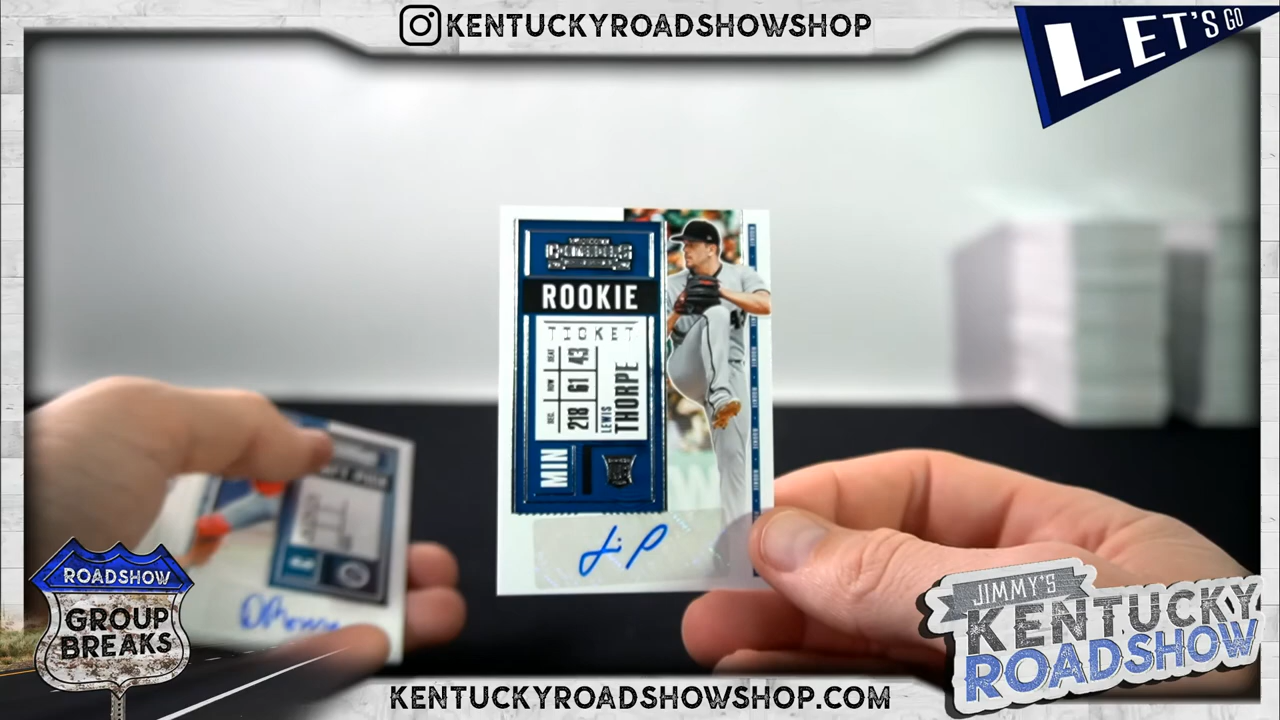 KENTUCKYROADSHOWSHOP
LET'S GO
CONTENDERS
ROOKIE
TICKET
SEAT 43
ROW 61
SEC. 218
LEWIS
THORPE
MIN
ROADSHOW
GROUP
BREAKS
JIMMY'S
KENTUCKY
ROADSHOW
KENTUCKYROADSHOWSHOP.COM